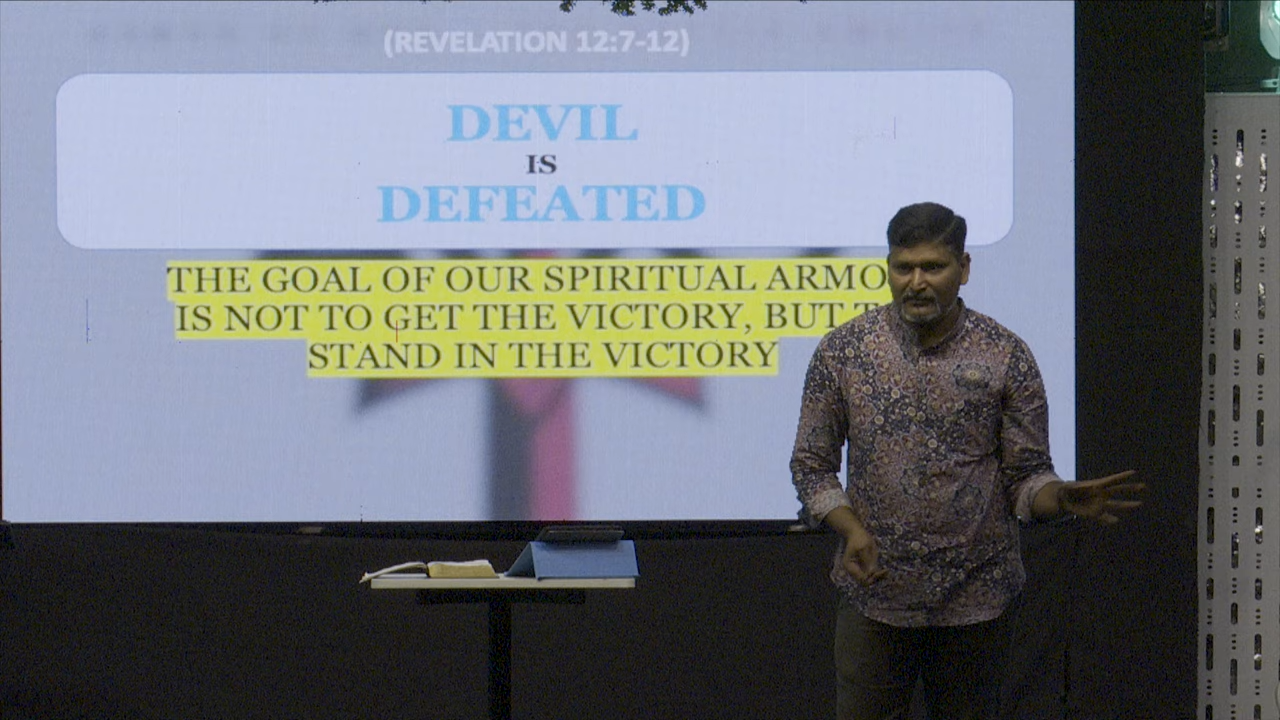 (REVELATION 12:7-12)
DEVIL
IS
DEFEATED
THE GOAL OF OUR SPIRITUAL ARMO
IS NOT TO GET THE VICTORY, BUT T
STAND IN THE VICTORY